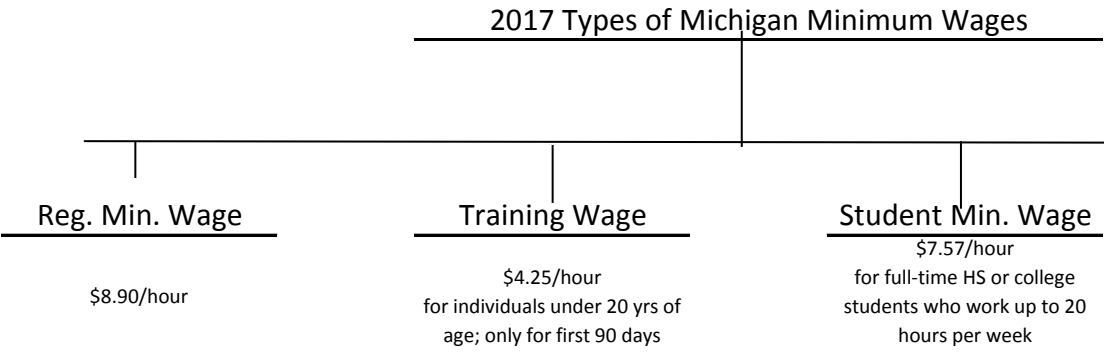 2017 Types of Michigan Minimum Wages
Reg. Min. Wage
$8.90/hour
Training Wage
$4.25/hour
for individuals under 20 yrs of
age; only for first 90 days
Student Min. Wage
$7.57/hour
for full-time HS or college
students who work up to 20
hours per week